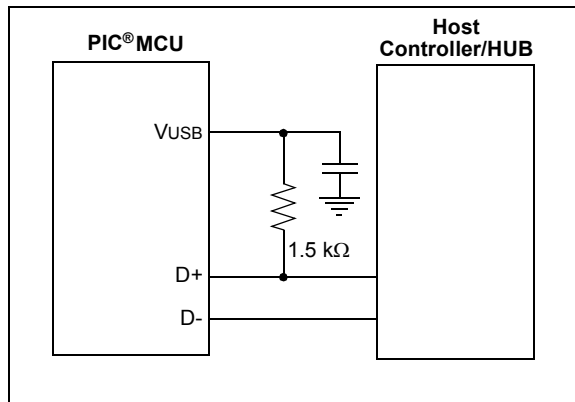 PIC® MCU
Host
Controller/HUB
VUSB
1.5 kΩ
D+
D-